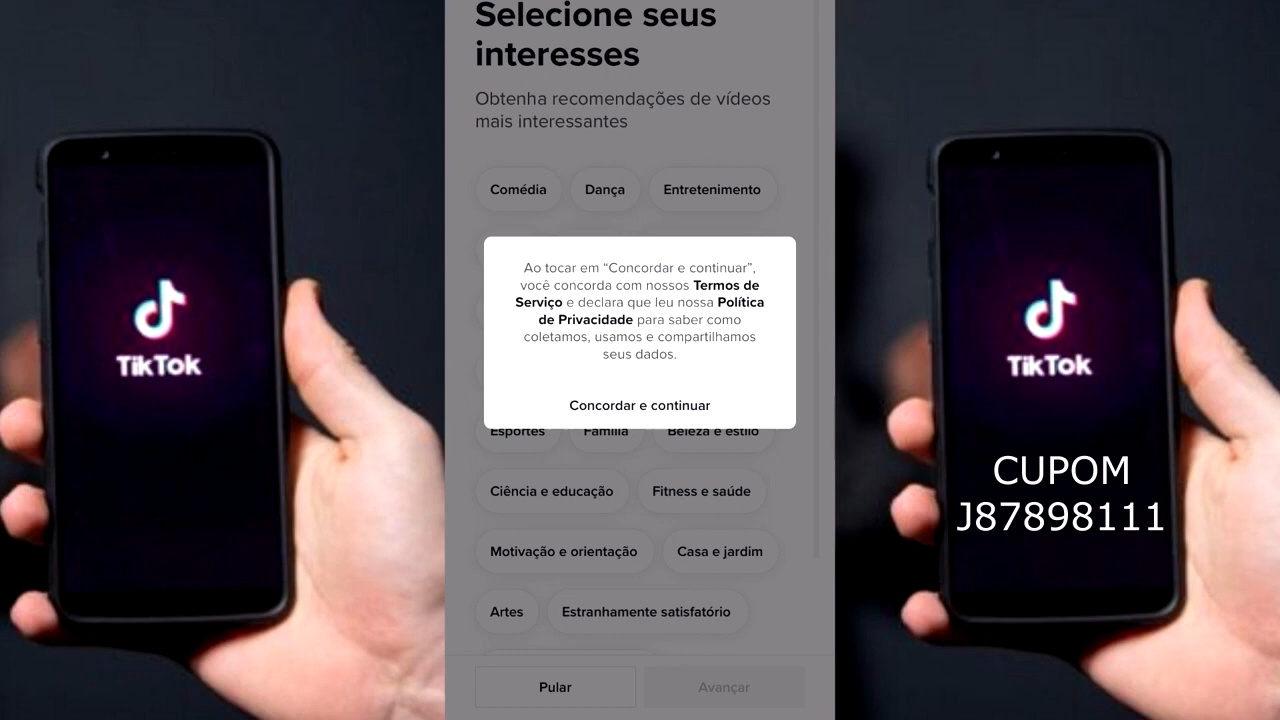 TikTok
Selecione seus
interesses
Obtenha recomendações de vídeos
mais interessantes
Comédia
Dança
Entretenimento
Ao tocar em “Concordar e continuar”,
você concorda com nossos Termos de
Serviço e declara que leu nossa Política
de Privacidade para saber como
coletamos, usamos e compartilhamos
seus dados.
Concordar e continuar
Esportes
Família
Beleza e estilo
Ciência e educação
Fitness e saúde
Motivação e orientação
Casa e jardim
Artes
Estranhamente satisfatório
Pular
Avançar
TikTok
CUPOM
J87898111